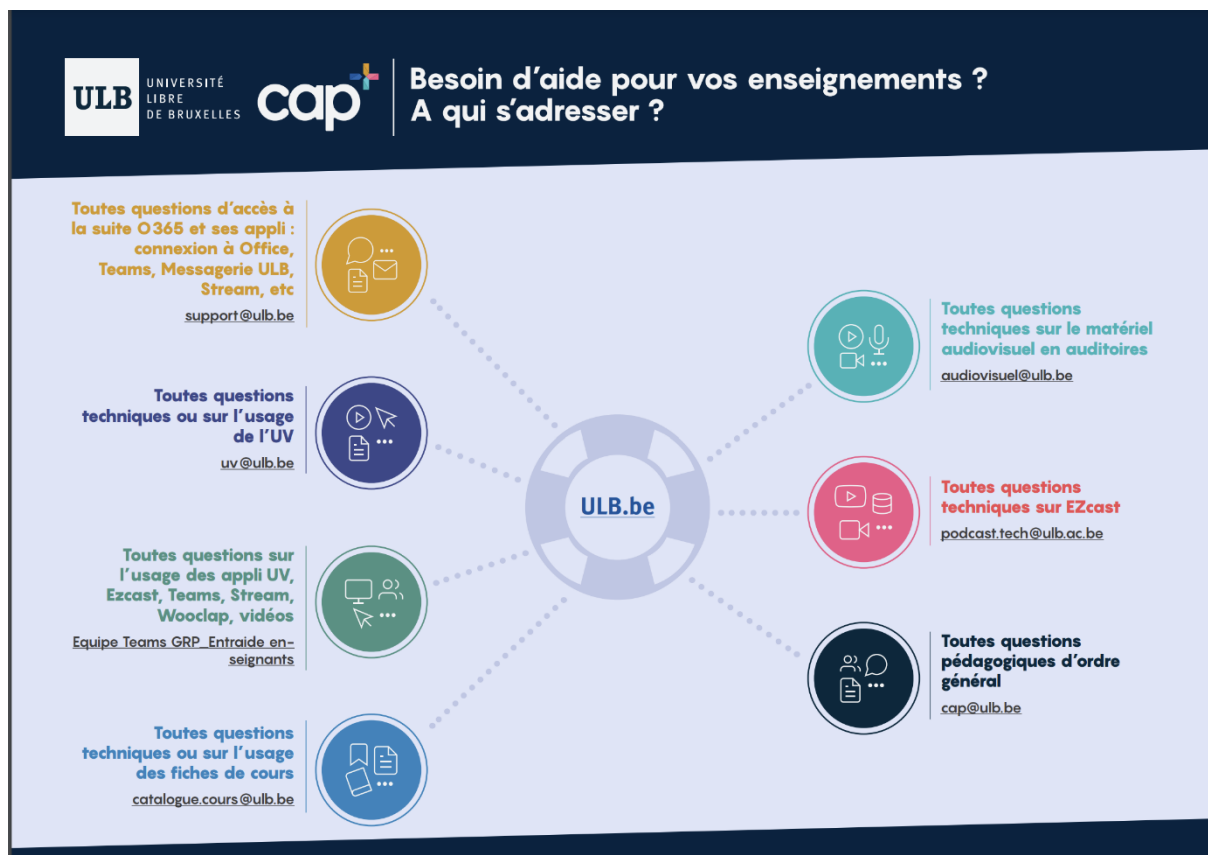 ULB
UNIVERSITÉ
LIBRE
DE BRUXELLES
cap
Besoin d'aide pour vos enseignements ?
A qui s'adresser ?
Toutes questions d'accès à
la suite O365 et ses appli :
connexion à Office,
Teams, Messagerie ULB,
Stream, etc
support@ulb.be
Toutes questions
techniques ou sur l'usage
de l'UV
uv@ulb.be
Toutes questions sur
l'usage des appli UV,
Ezcast, Teams, Stream,
Wooclap, vidéos
Equipe Teams GRP_Entraide en-
seignants
Toutes questions
techniques ou sur l'usage
des fiches de cours
catalogue.cours@ulb.be
ULB.be
Toutes questions
techniques sur le matériel
audiovisuel en auditoires
audiovisuel@ulb.be
Toutes questions
techniques sur EZcast
podcast.tech@ulb.ac.be
Toutes questions
pédagogiques d'ordre
général
cap@ulb.be